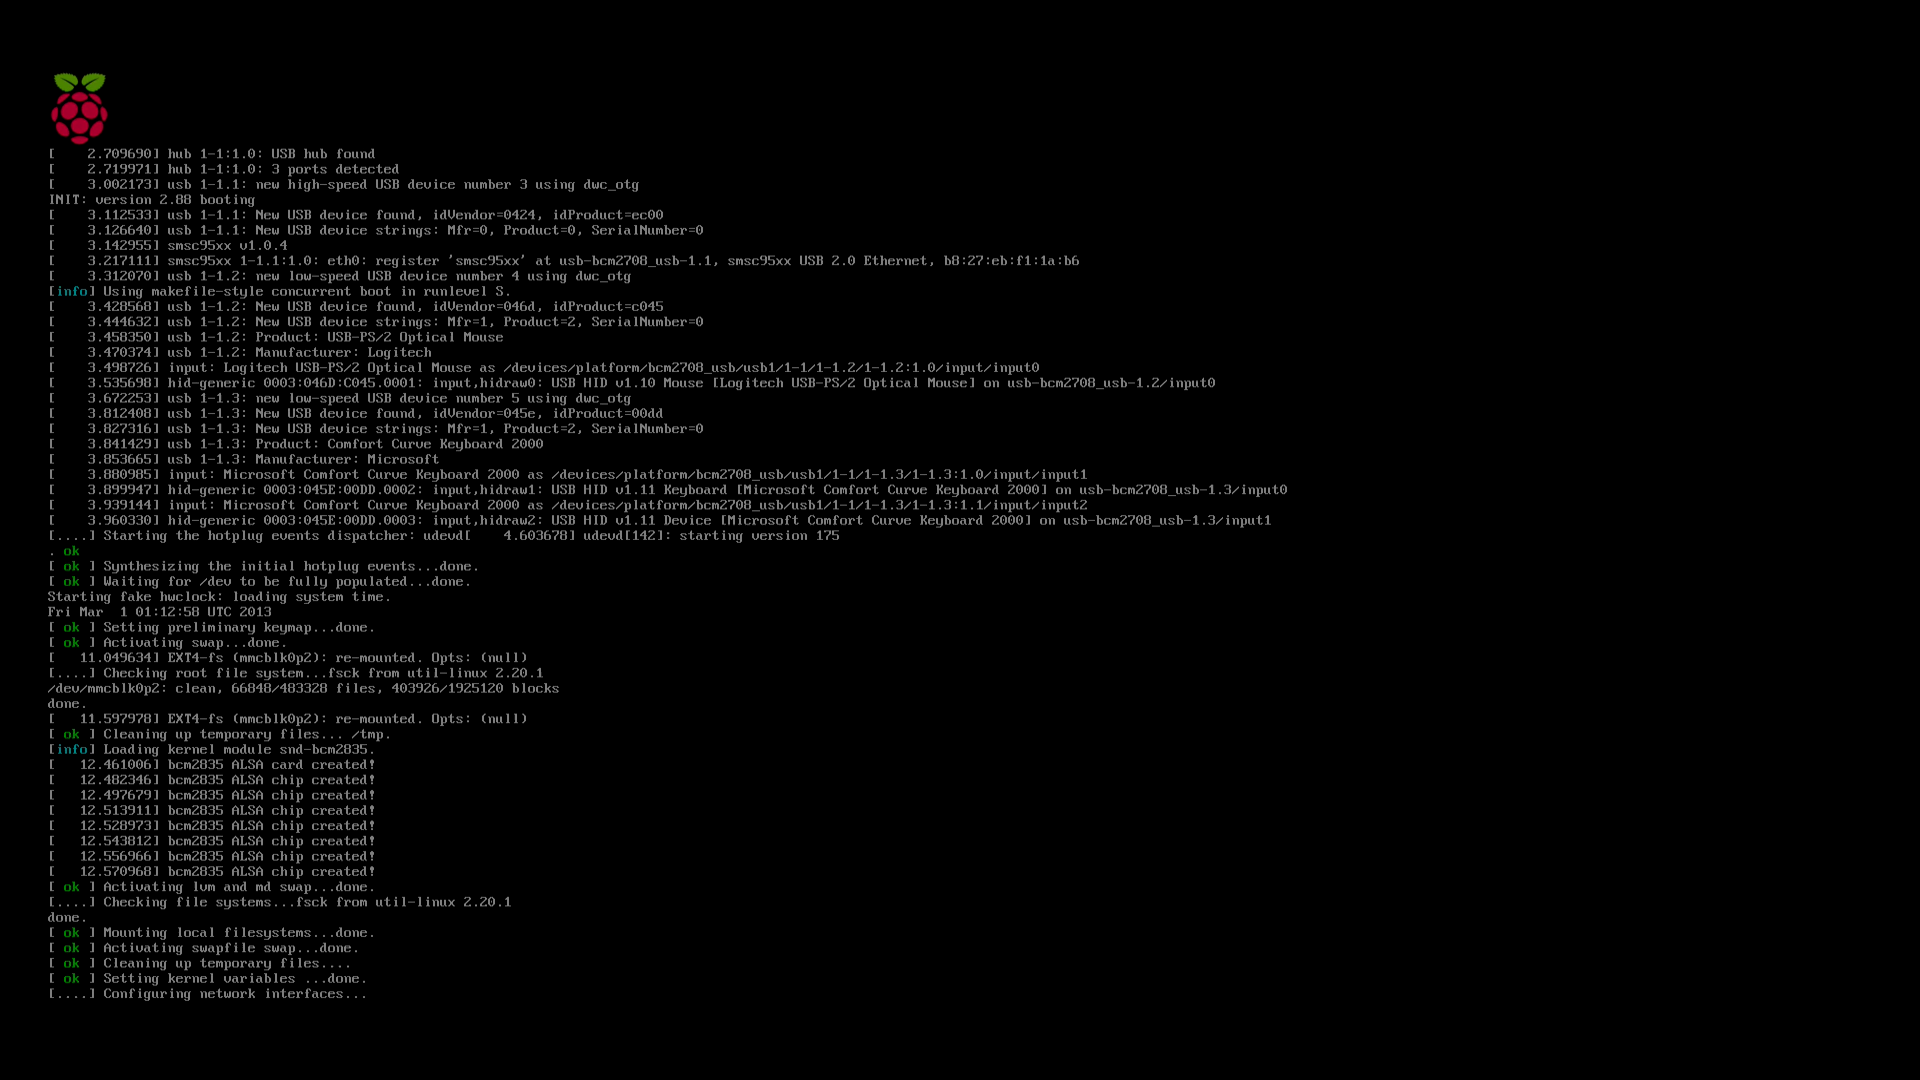 [    2.709690] hub 1-1:1.0: USB hub found
[    2.719971] hub 1-1:1.0: 3 ports detected
[    3.002173] usb 1-1.1: new high-speed USB device number 3 using dwc_otg
INIT: version 2.88 booting
[    3.112533] usb 1-1.1: New USB device found, idVendor=0424, idProduct=ec00
[    3.126640] usb 1-1.1: New USB device strings: Mfr=0, Product=0, SerialNumber=0
[    3.142955] smsc95xx v1.0.4
[    3.217111] smsc95xx 1-1.1:1.0: eth0: register 'smsc95xx' at usb-bcm2708_usb-1.1, smsc95xx USB 2.0 Ethernet, b8:27:eb:f1:1a:b6
[    3.312070] usb 1-1.2: new low-speed USB device number 4 using dwc_otg
[info] Using makefile-style concurrent boot in runlevel S.
[    3.428568] usb 1-1.2: New USB device found, idVendor=046d, idProduct=c045
[    3.444632] usb 1-1.2: New USB device strings: Mfr=1, Product=2, SerialNumber=0
[    3.458350] usb 1-1.2: Product: USB-PS/2 Optical Mouse
[    3.470374] usb 1-1.2: Manufacturer: Logitech
[    3.498726] input: Logitech USB-PS/2 Optical Mouse as /devices/platform/bcm2708_usb/usb1/1-1/1-1.2/1-1.2:1.0/input/input0
[    3.535698] hid-generic 0003:046D:C045.0001: input,hidraw0: USB HID v1.10 Mouse [Logitech USB-PS/2 Optical Mouse] on usb-bcm2708_usb-1.2/input0
[    3.672253] usb 1-1.3: new low-speed USB device number 5 using dwc_otg
[    3.812408] usb 1-1.3: New USB device found, idVendor=045e, idProduct=00dd
[    3.827316] usb 1-1.3: New USB device strings: Mfr=1, Product=2, SerialNumber=0
[    3.841429] usb 1-1.3: Product: Comfort Curve Keyboard 2000
[    3.853665] usb 1-1.3: Manufacturer: Microsoft
[    3.880985] input: Microsoft Comfort Curve Keyboard 2000 as /devices/platform/bcm2708_usb/usb1/1-1/1-1.3/1-1.3:1.0/input/input1
[    3.899947] hid-generic 0003:045E:00DD.0002: input,hidraw1: USB HID v1.11 Keyboard [Microsoft Comfort Curve Keyboard 2000] on usb-bcm2708_usb-1.3/input0
[    3.939144] input: Microsoft Comfort Curve Keyboard 2000 as /devices/platform/bcm2708_usb/usb1/1-1/1-1.3/1-1.3:1.1/input/input2
[    3.960330] hid-generic 0003:045E:00DD.0003: input,hidraw2: USB HID v1.11 Device [Microsoft Comfort Curve Keyboard 2000] on usb-bcm2708_usb-1.3/input1
[....] Starting the hotplug events dispatcher: udevd[    4.603678] udevd[142]: starting version 175
. ok
[ ok ] Synthesizing the initial hotplug events...done.
[ ok ] Waiting for /dev to be fully populated...done.
Starting fake hwclock: loading system time.
Fri Mar  1 01:12:58 UTC 2013
[ ok ] Setting preliminary keymap...done.
[ ok ] Activating swap...done.
[   11.049634] EXT4-fs (mmcblk0p2): re-mounted. Opts: (null)
[....] Checking root file system...fsck from util-linux 2.20.1
/dev/mmcblk0p2: clean, 66848/483328 files, 403926/1925120 blocks
done.
[   11.597978] EXT4-fs (mmcblk0p2): re-mounted. Opts: (null)
[ ok ] Cleaning up temporary files... /tmp.
[info] Loading kernel module snd-bcm2835.
[   12.461006] bcm2835 ALSA card created!
[   12.482346] bcm2835 ALSA chip created!
[   12.497679] bcm2835 ALSA chip created!
[   12.513911] bcm2835 ALSA chip created!
[   12.528973] bcm2835 ALSA chip created!
[   12.543812] bcm2835 ALSA chip created!
[   12.556966] bcm2835 ALSA chip created!
[   12.570968] bcm2835 ALSA chip created!
[ ok ] Activating lvm and md swap...done.
[....] Checking file systems...fsck from util-linux 2.20.1
done.
[ ok ] Mounting local filesystems...done.
[ ok ] Activating swapfile swap...done.
[ ok ] Cleaning up temporary files....
[ ok ] Setting kernel variables ...done.
[....] Configuring network interfaces...